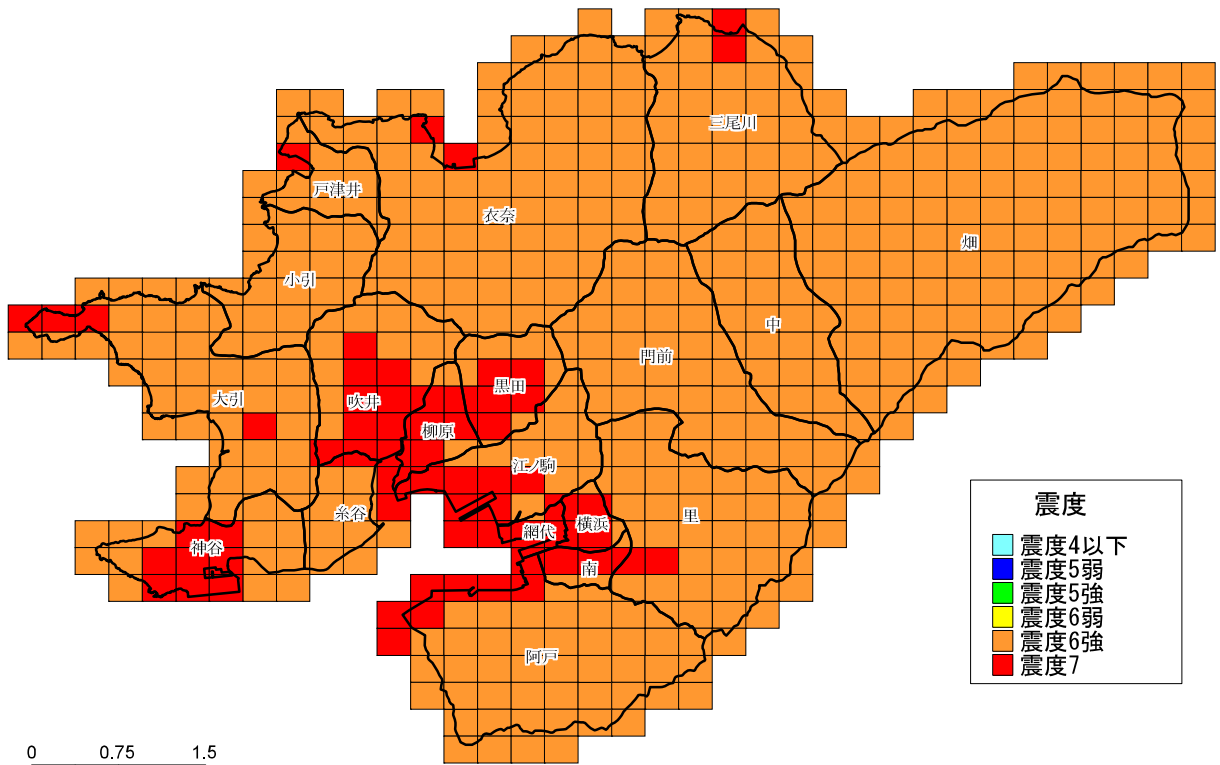 三尾川
戸津井
衣奈
畑
小引
中
門前
黒田
大引
吹井
柳原
江ノ駒
糸谷
里
横浜
網代
神谷
南
阿戸
震度
震度4以下
震度5弱
震度5強
震度6弱
震度6強
震度7
0 0.75 1.5